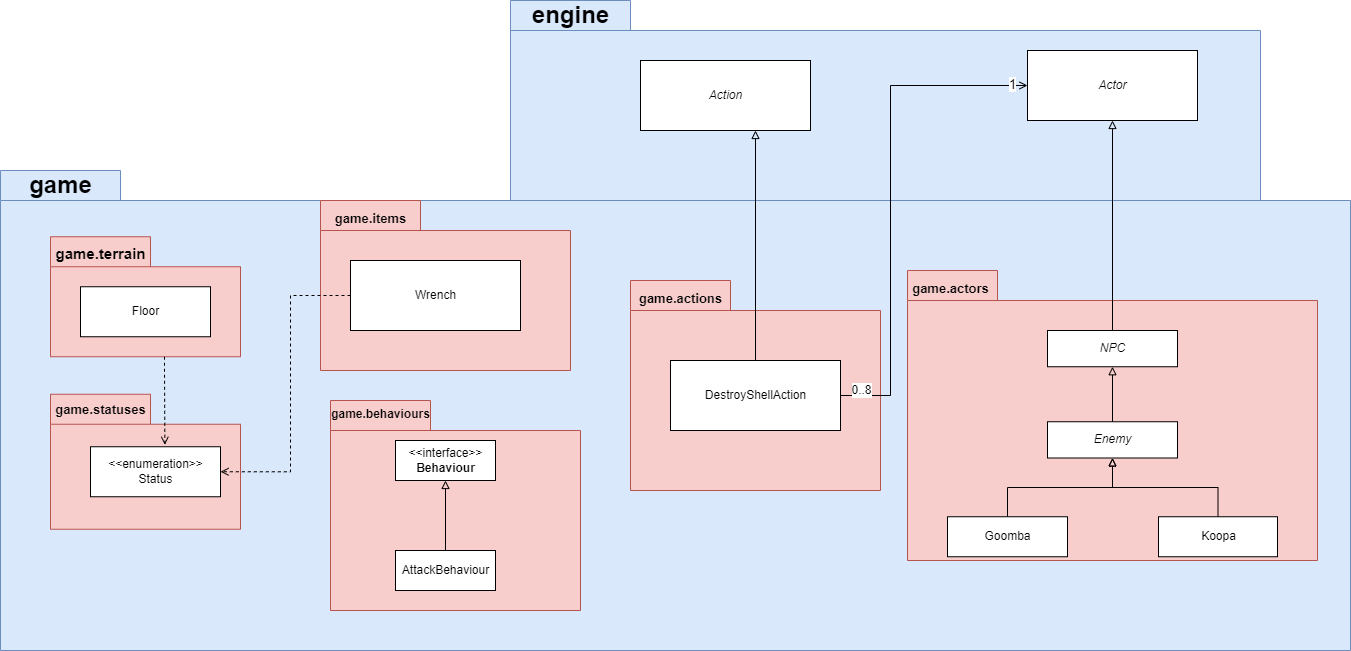 engine
Action
1
Actor
game
game.items
game.terrain
Wrench
Floor
game.actions
game.actors
NPC
DestroyShellAction
0..8
game.statuses
game.behaviours
<<enumeration>>
Status
<<interface>>
Behaviour
Enemy
Goomba
Koopa
AttackBehaviour